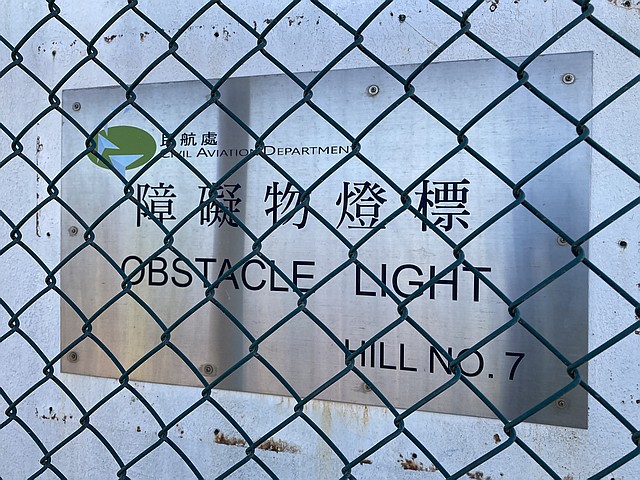 民航處
CIVIL AVIATION DEPARTMENT
障礙物燈標
OBSTACLE LIGHT
HILL NO. 7